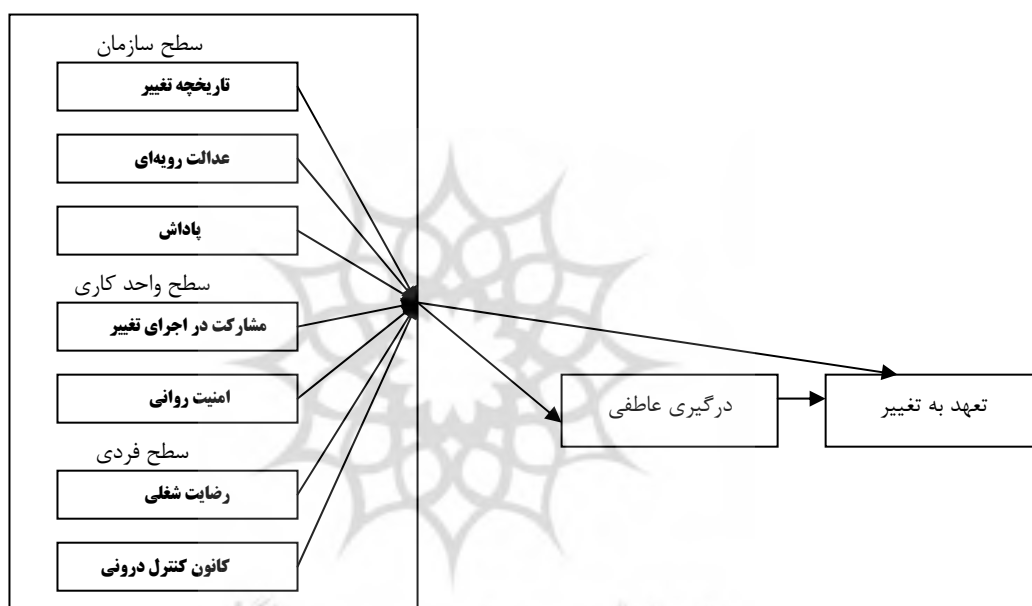 سطح سازمان
تاریخچه تغییر
عدالت رویه‌ای
پاداش
سطح واحد کاری
مشارکت در اجرای تغییر
امنیت روانی
سطح فردی
رضایت شغلی
کانون کنترل درونی
درگیری عاطفی
تعهد به تغییر